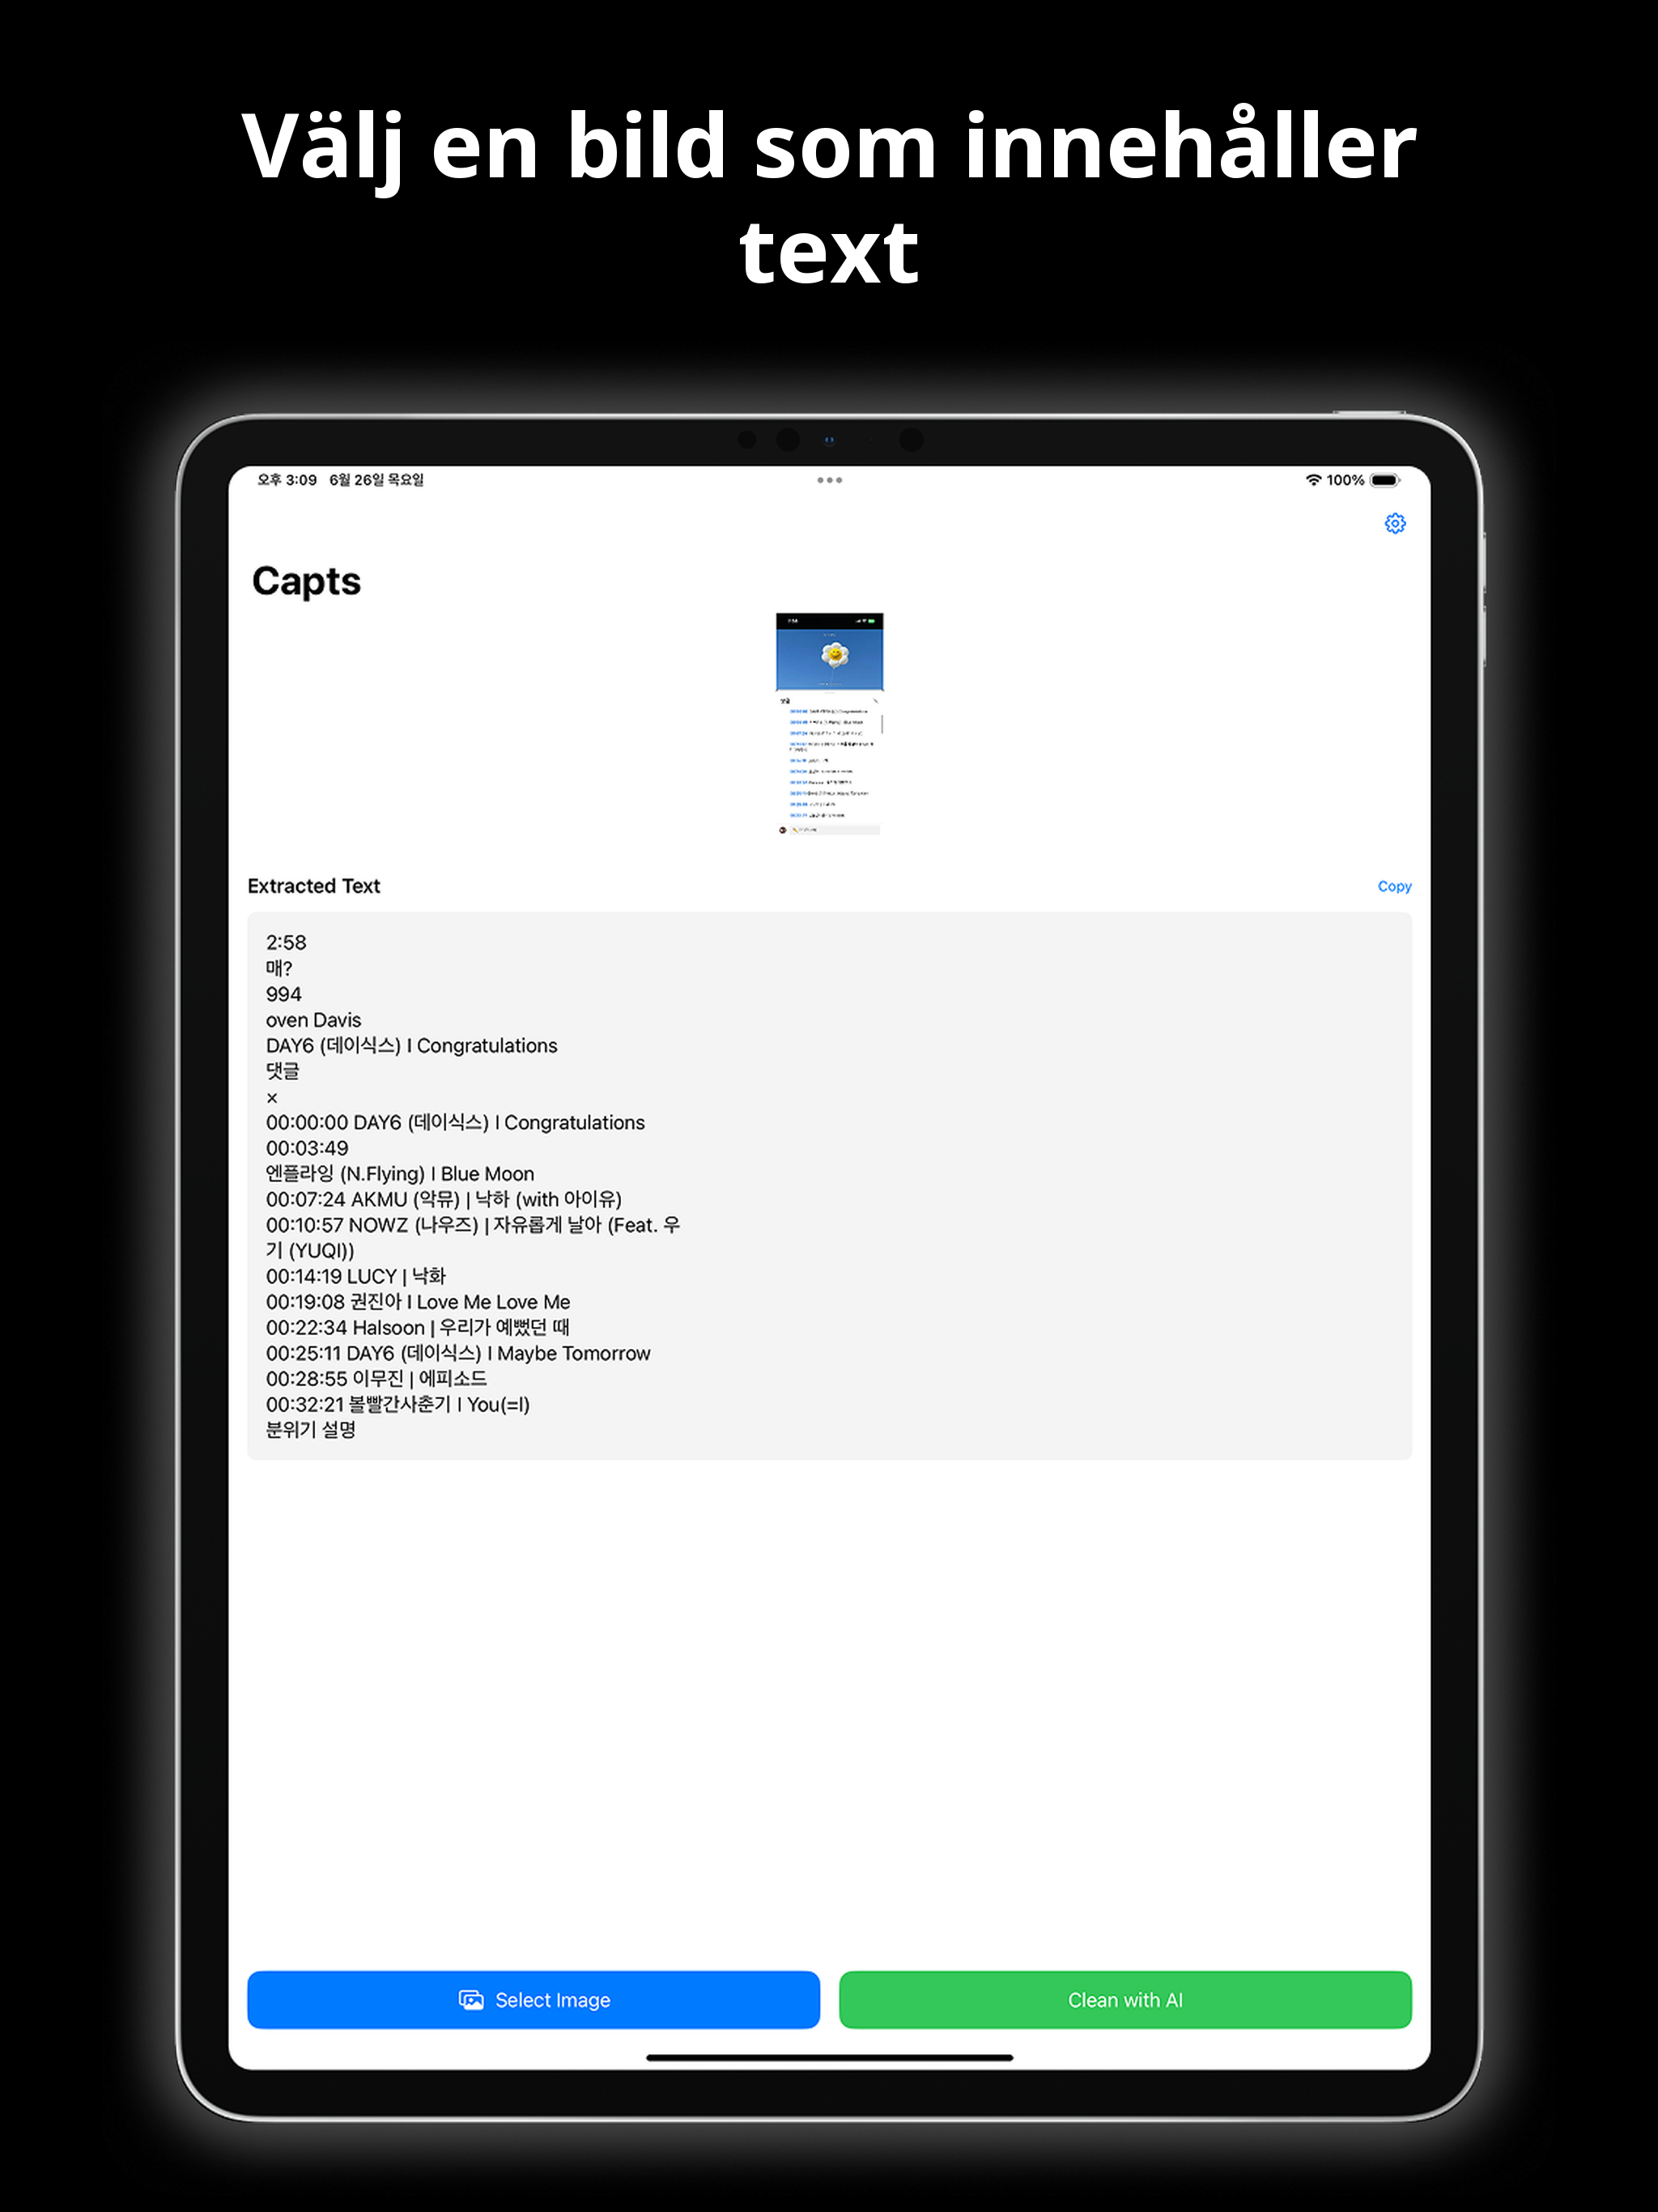 Välj en bild som innehåller
text
오후 3:09 6월 26일 목요일
100%
Capts
Extracted Text
Copy
2:58
매?
994
oven Davis
DAY6 (데이식스) I Congratulations
댓글
×
00:00:00 DAY6 (데이식스) I Congratulations
00:03:49
엔플라잉 (N.Flying) I Blue Moon
00:07:24 AKMU (악뮤) | 낙하 (with 아이유)
00:10:57 NOWZ (나우즈) | 자유롭게 날아 (Feat. 우
기 (YUQI))
00:14:19 LUCY | 낙화
00:19:08 권진아 I Love Me Love Me
00:22:34 Halsoon | 우리가 예뻤던 때
00:25:11 DAY6 (데이식스) I Maybe Tomorrow
00:28:55 이무진 | 에피소드
00:32:21 볼빨간사춘기 I You(=I)
분위기 설명
Select Image
Clean with AI